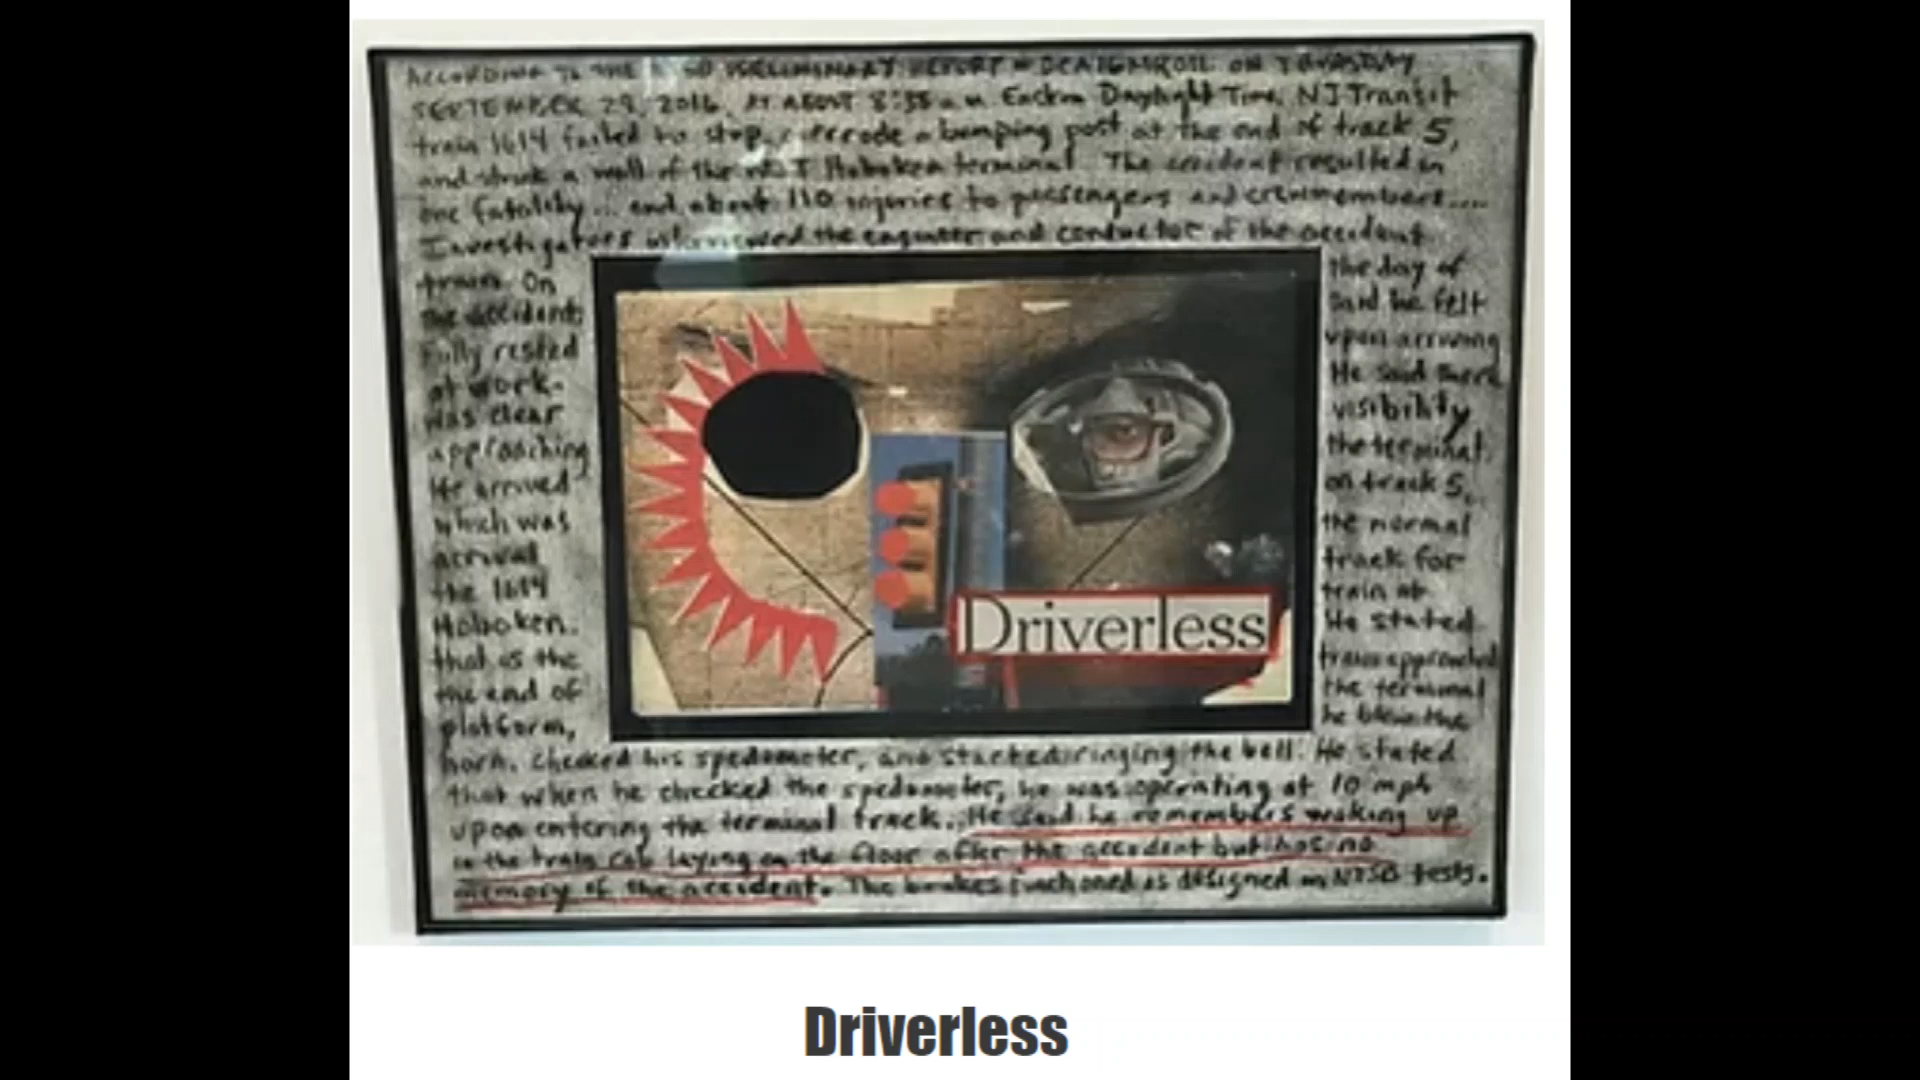 ACCORDING TO THE PRELIMINARY REPORT ON
SEPTEMBER 29, 2016, AT ABOUT 8:38 a.m. Eastern Daylight Time, NJ Transit
train 1614 failed to stop, overrode a bumping post at the end of track 5,
and struck a wall of the Hoboken terminal. The accident resulted in
one fatality... and about 110 injuries to passengers and crewmembers....
Investigators interviewed the engineer and conductor of the accident
train. On the day of
the accident, said he felt
fully rested upon arriving
at work. He said there
was clear visibility
approaching the terminal.
He arrived on track 5,
which was the normal
arrival track for
the 1614 train at
Hoboken. He stated
that as the train approached
the end of the terminal
platform, he blew the
horn, checked his spedometer, and started ringing the bell. He stated
that when he checked the spedometer, he was operating at 10 mph
upon entering the terminal track. He said he remembers waking up
in the train cab laying on the floor after the accident but has no
memory of the accident. The brakes functioned as designed in NTSB tests.
Driverless
Driverless